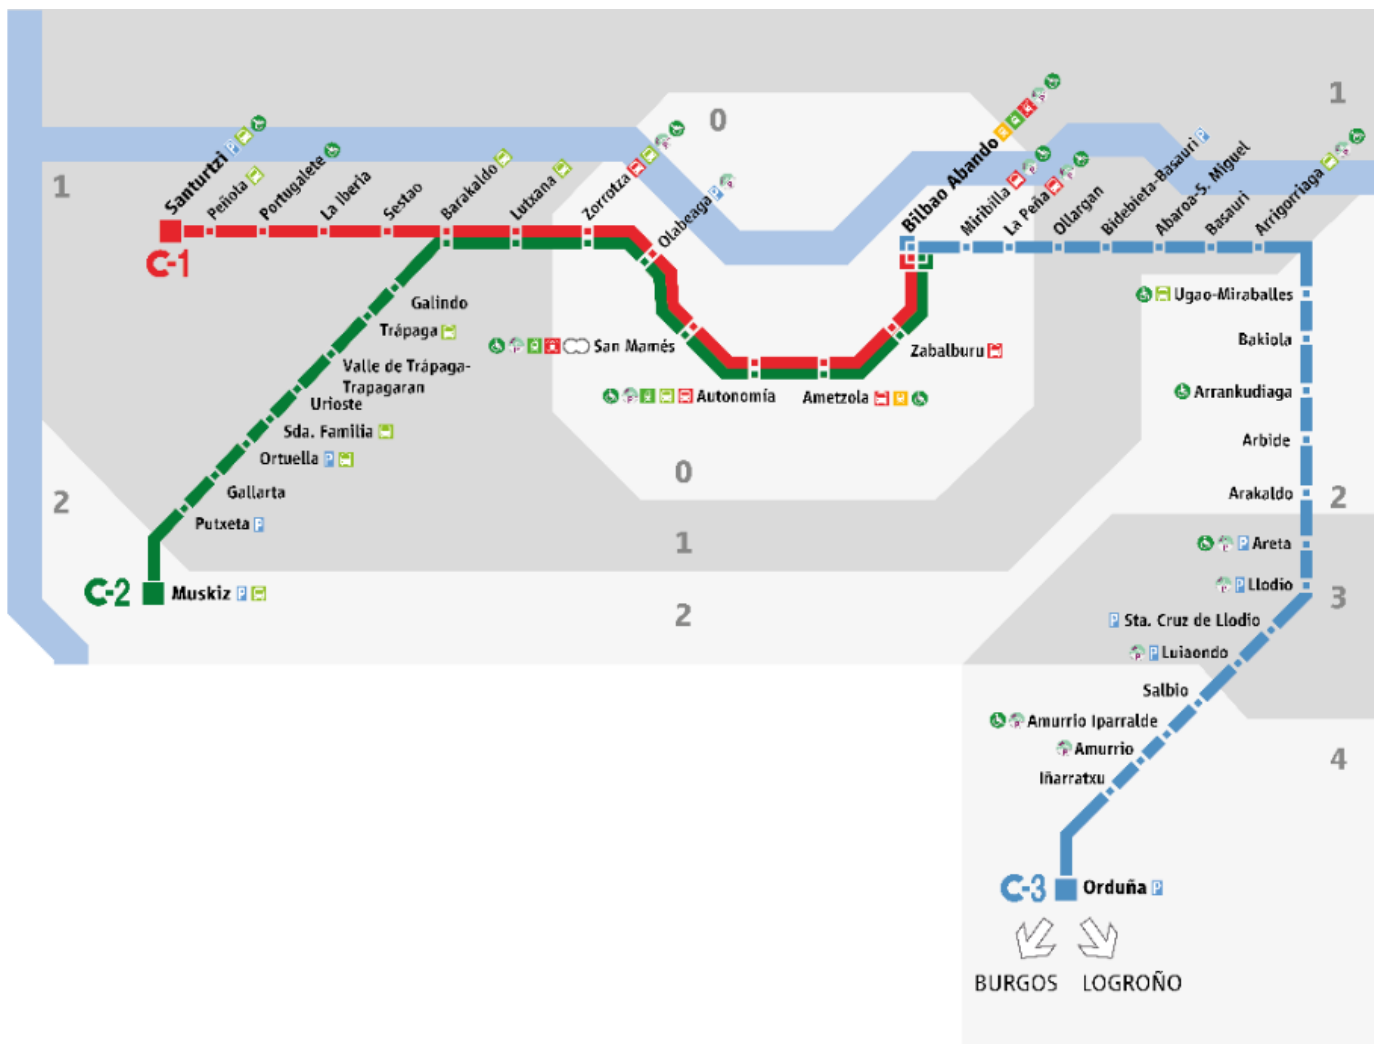 0
1
1
Santurtzi
Peñota
Portugalete
La Iberia
Sestao
Barakaldo
Lutxana
Zorrotza
Olabeaga
Bilbao Abando
Miribilla
La Peña
Ollargan
Bidebieta-Basauri
Abaroa-S. Miguel
Basauri
Arrigorriaga
C-1
Galindo
Trápaga
Valle de Trápaga-
Trapagaran
Urioste
Sda. Familia
Ortuella
Gallarta
Putxeta
C-2
Muskiz
San Mamés
Autonomía
Ametzola
Zabalburu
Ugao-Miraballes
Bakiola
Arrankudiaga
Arbide
Arakaldo
Areta
Llodio
Sta. Cruz de Llodio
Luiaondo
Salbio
Amurrio Iparralde
Amurrio
Iñarratxu
C-3
Orduña
0
1
2
2
2
3
4
BURGOS
LOGROÑO